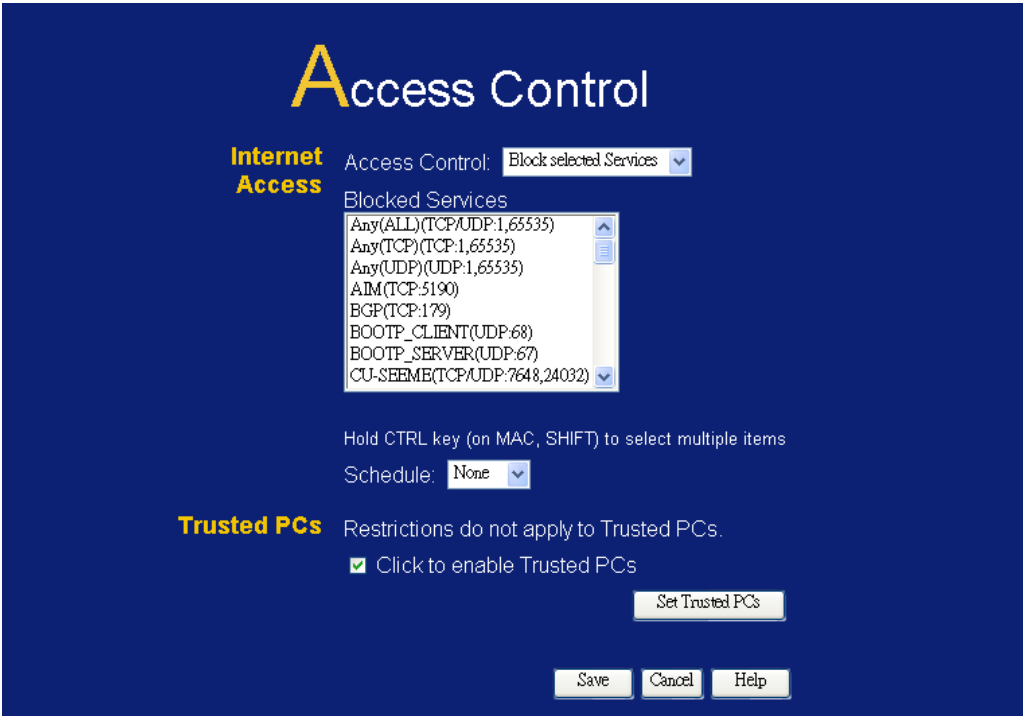 Access Control
Internet Access
Access Control: Block selected Services
Blocked Services
Any(ALL)(TCP/UDP:1,65535)
Any(TCP)(TCP:1,65535)
Any(UDP)(UDP:1,65535)
AIM(TCP:5190)
BGP(TCP:179)
BOOTP_CLIENT(UDP:68)
BOOTP_SERVER(UDP:67)
CU-SEEME(TCP/UDP:7648,24032)
Hold CTRL key (on MAC, SHIFT) to select multiple items
Schedule: None
Trusted PCs
Restrictions do not apply to Trusted PCs.
Click to enable Trusted PCs
Set Trusted PCs
Save Cancel Help